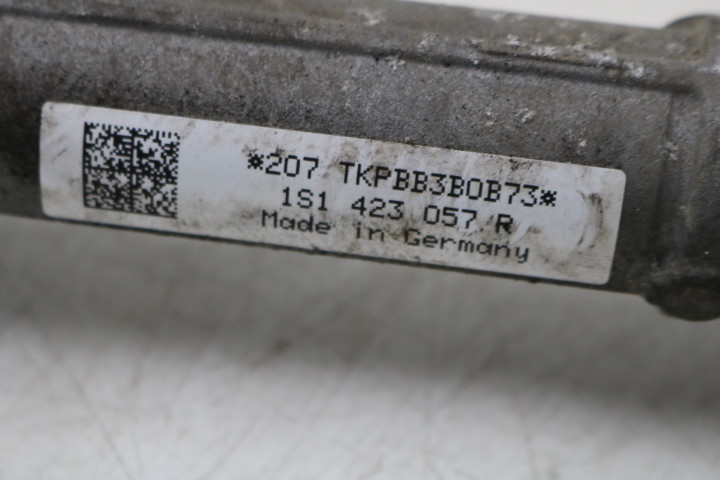 *207 TKPBB3B0B73*
1S1 423 057 R
Made in Germany